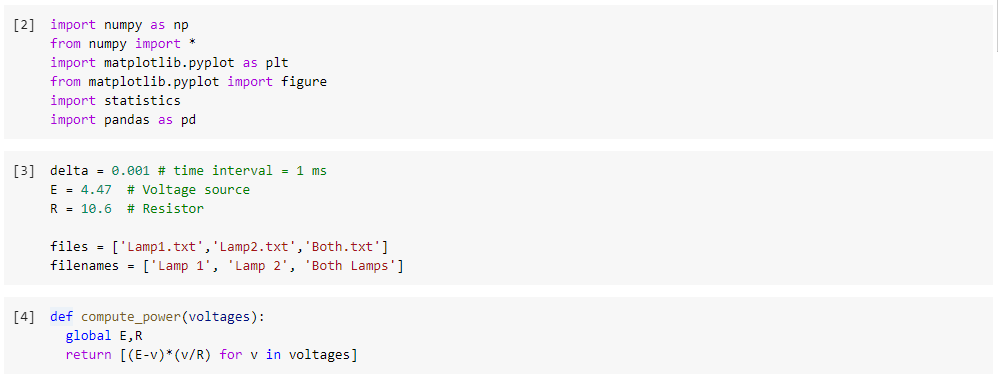 [2] import numpy as np
from numpy import *
import matplotlib.pyplot as plt
from matplotlib.pyplot import figure
import statistics
import pandas as pd
[3] delta = 0.001 # time interval = 1 ms
E = 4.47  # Voltage source
R = 10.6  # Resistor
files = ['Lamp1.txt','Lamp2.txt','Both.txt']
filenames = ['Lamp 1', 'Lamp 2', 'Both Lamps']
[4] def compute_power(voltages):
  global E,R
  return [(E-v)*(v/R) for v in voltages]